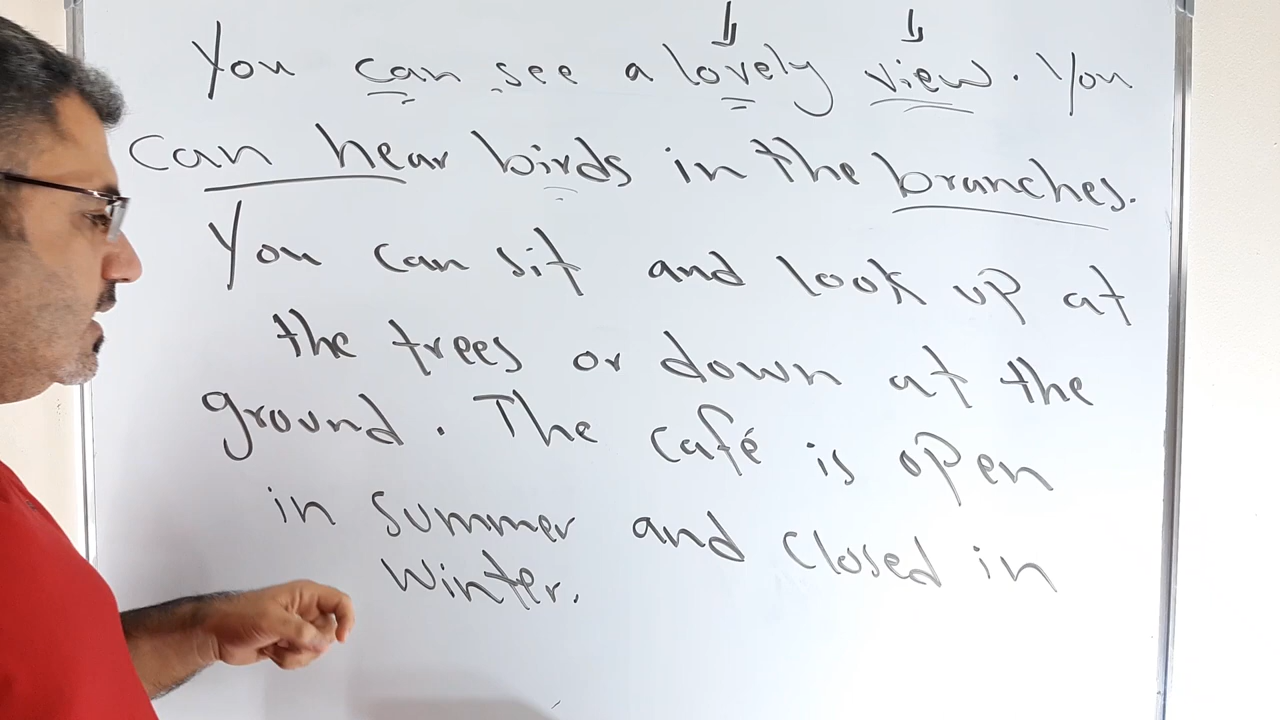 You can see a lovely view. You
can hear birds in the branches.
You can sit and look up at
the trees or down at the
ground. The café is open
in summer and closed in
winter.